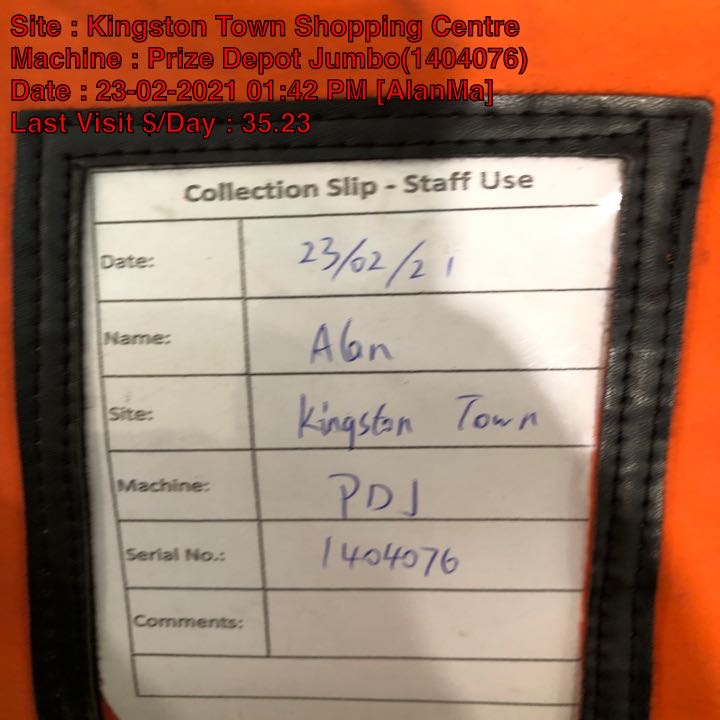 Site : Kingston Town Shopping Centre
Machine : Prize Depot Jumbo(1404076)
Date : 23-02-2021 01:42 PM [AlanMa]
Last Visit $/Day : 35.23
Collection Slip - Staff Use
Date: 23/02/21
Name: Alan
Site: Kingston Town
Machine: PDJ
Serial No.: 1404076
Comments: